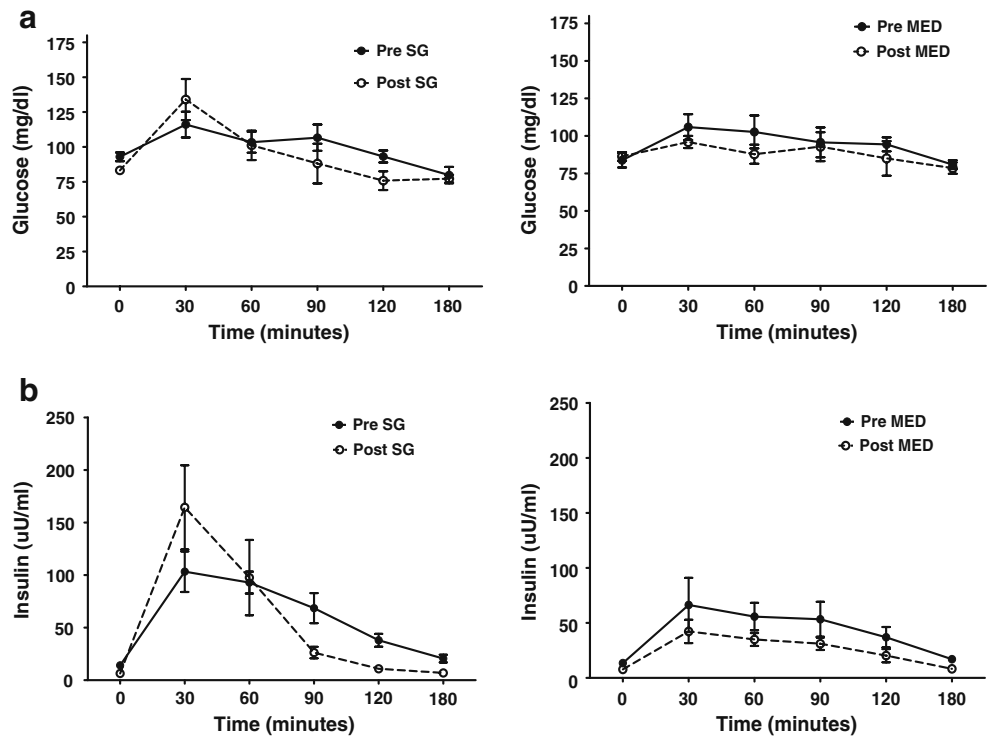 a
Glucose (mg/dl)
175
150
125
100
75
50
25
0
Pre SG
Post SG
0 30 60 90 120 180
Time (minutes)
Glucose (mg/dl)
175
150
125
100
75
50
25
0
Pre MED
Post MED
0 30 60 90 120 180
Time (minutes)
b
Insulin (uU/ml)
250
200
150
100
50
0
Pre SG
Post SG
0 30 60 90 120 180
Time (minutes)
Insulin (uU/ml)
250
200
150
100
50
0
Pre MED
Post MED
0 30 60 90 120 180
Time (minutes)